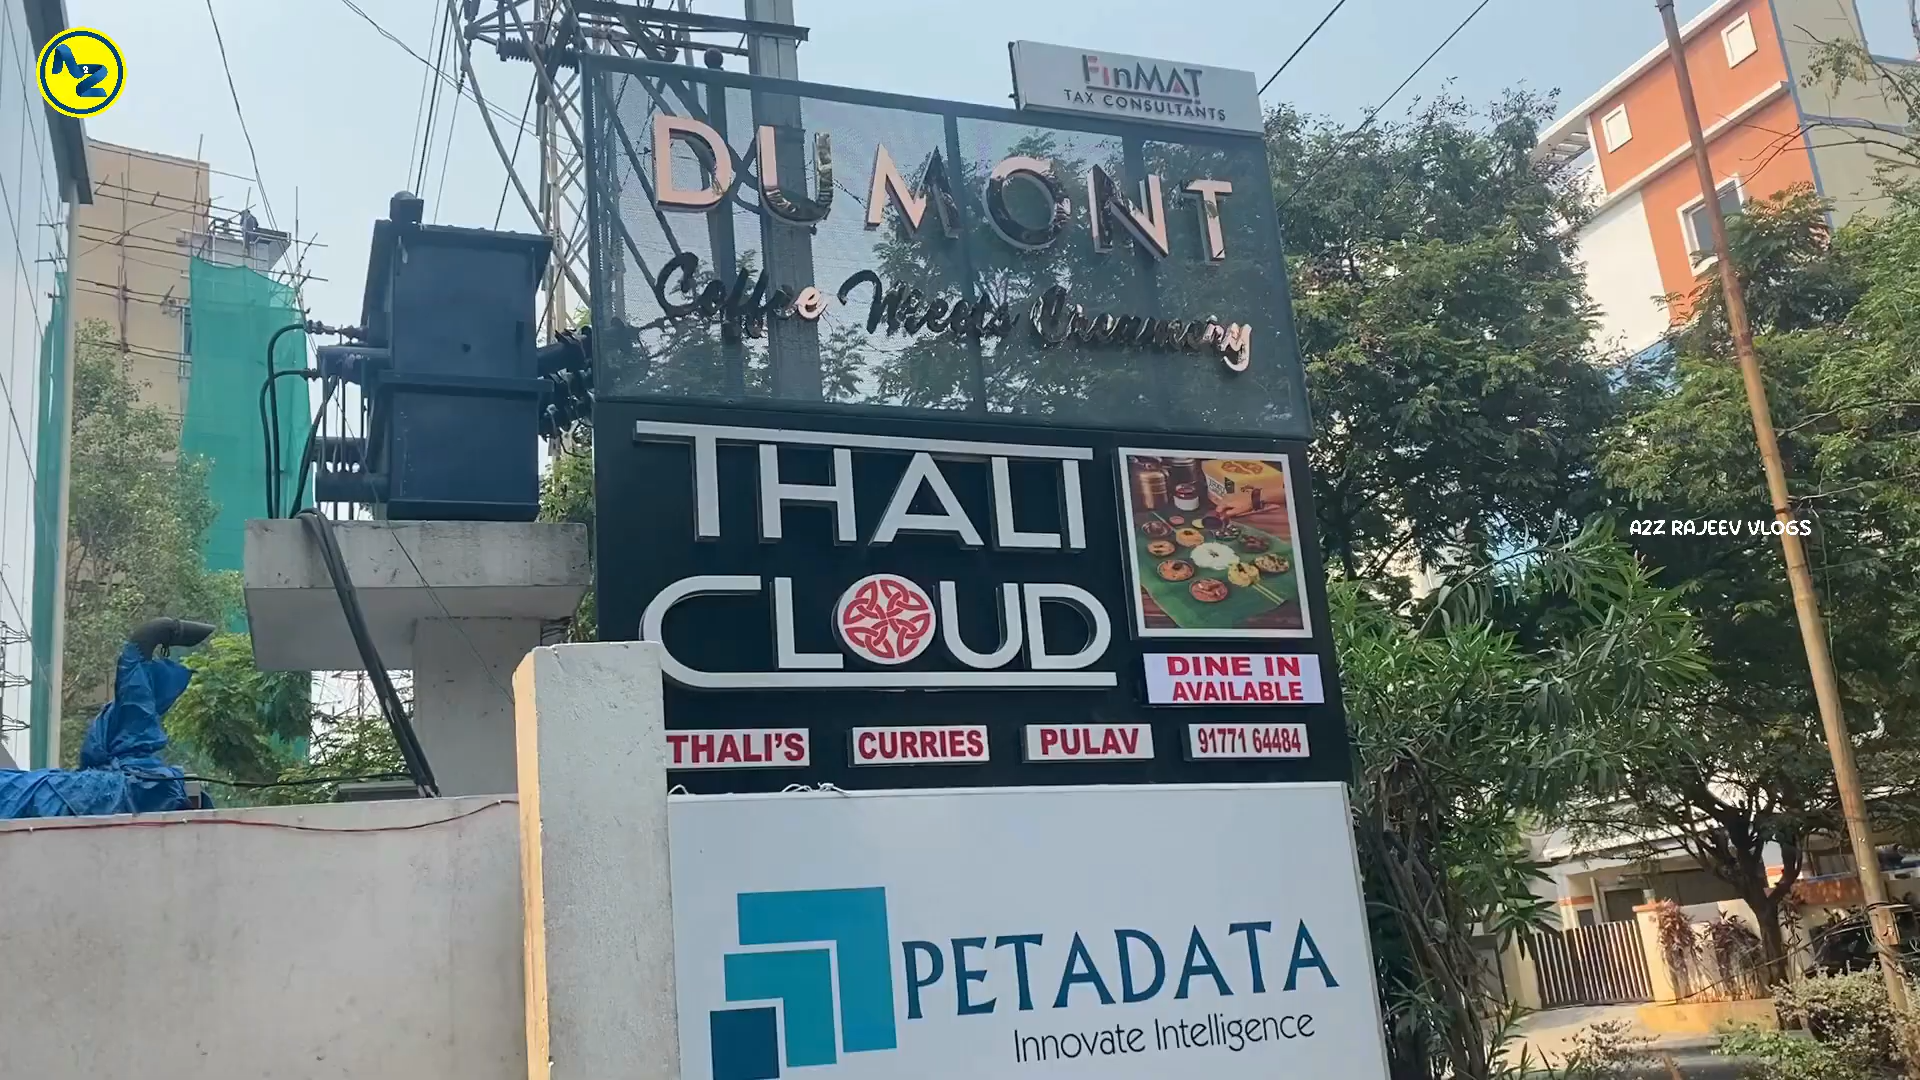 A2Z
FinMAT
TAX CONSULTANTS
DUMONT
Coffee Meets Creamery
THALI
CLOUD
A2Z RAJEEV VLOGS
DINE IN
AVAILABLE
THALI'S CURRIES PULAV 91771 64484
PETADATA
Innovate Intelligence